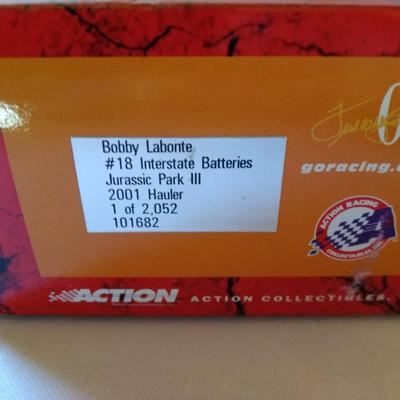 Bobby Labonte
#18 Interstate Batteries
Jurassic Park III
2001 Hauler
1 of 2,052
101682
goracing.
ACTION RACING
COLLECTABLES, INC.
ACTION ACTION COLLECTIBLES.